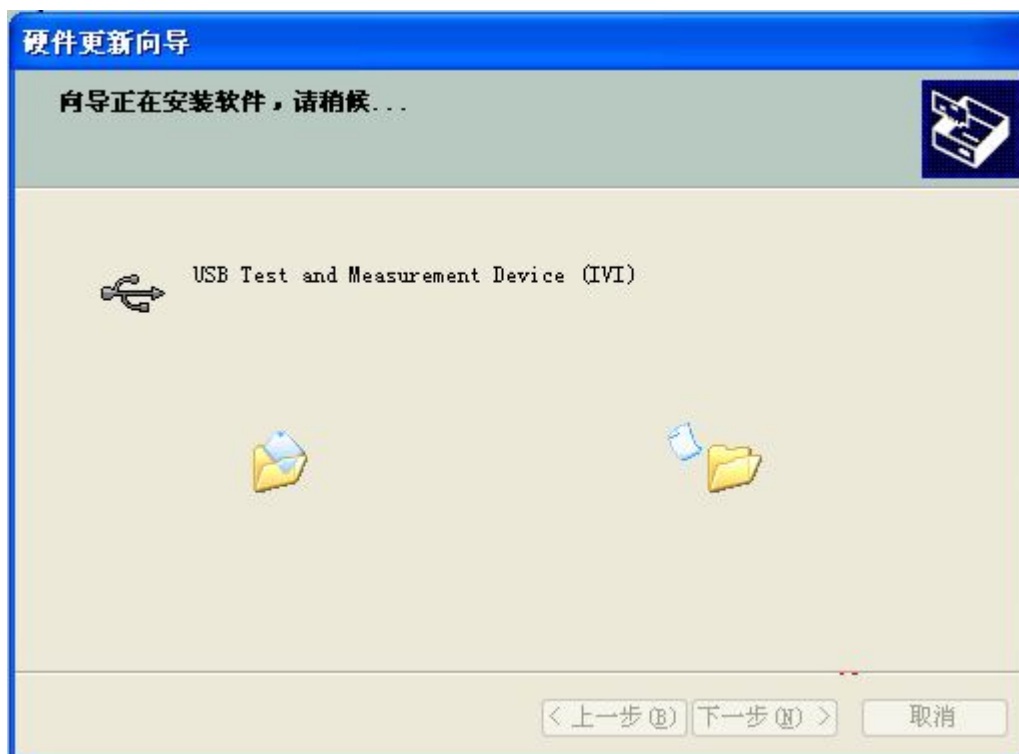 硬件更新向导
向导正在安装软件，请稍候...
USB Test and Measurement Device (IVI)
< 上一步(B) 下一步(N) > 取消